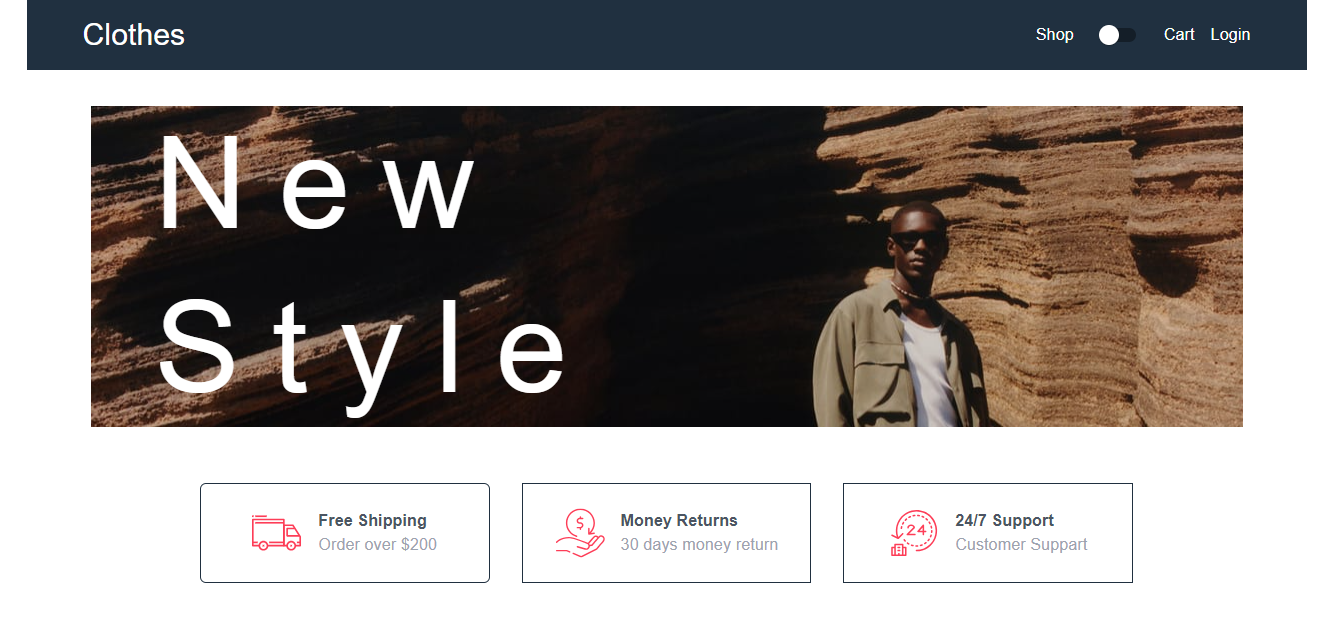 Clothes
Shop Cart Login
New
Style
Free Shipping
Order over $200
$
Money Returns
30 days money return
24
24/7 Support
Customer Suppart